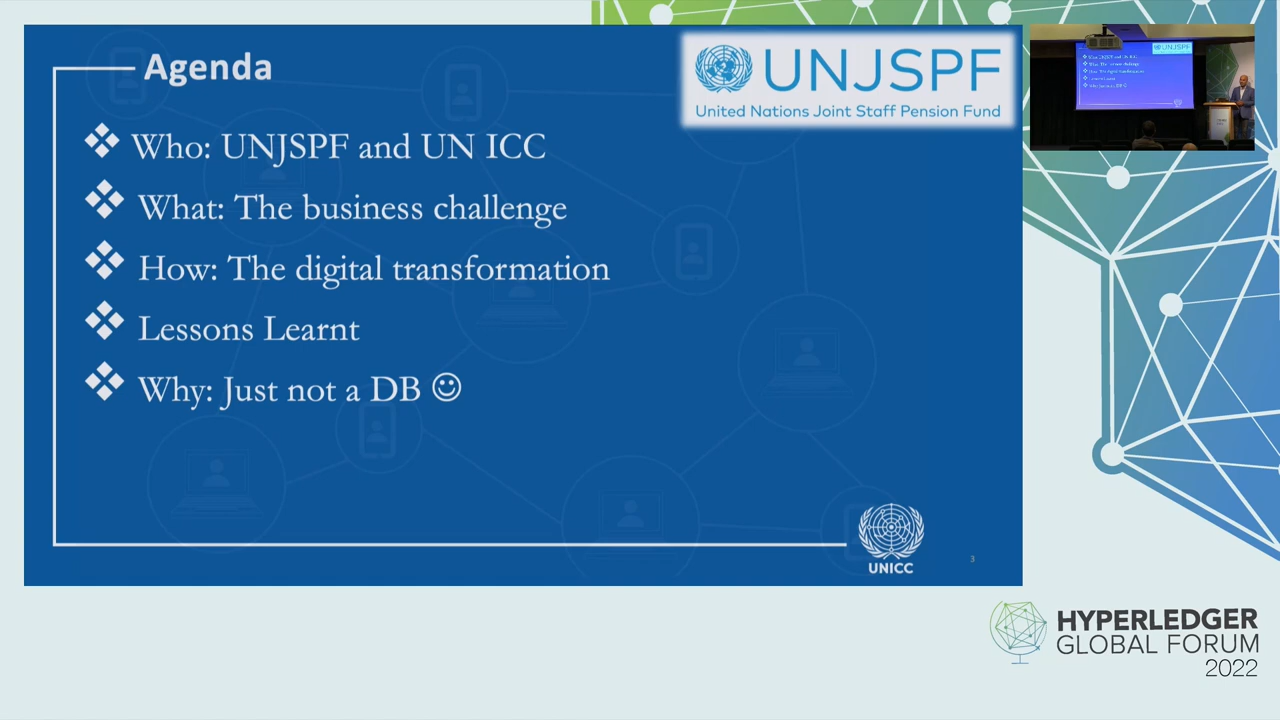 Agenda
UNJSPF
United Nations Joint Staff Pension Fund
❖ Who: UNJSPF and UN ICC
❖ What: The business challenge
❖ How: The digital transformation
❖ Lessons Learnt
❖ Why: Just not a DB ☺
UNICC
3
HYPERLEDGER
GLOBAL FORUM
2022